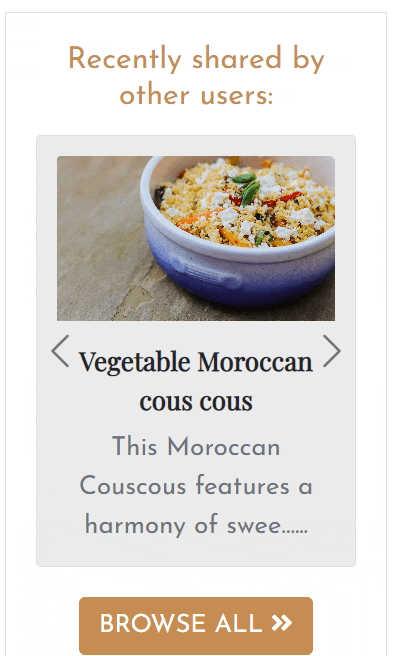 Recently shared by
other users:
Vegetable Moroccan
cous cous
This Moroccan
Couscous features a
harmony of swee......
BROWSE ALL